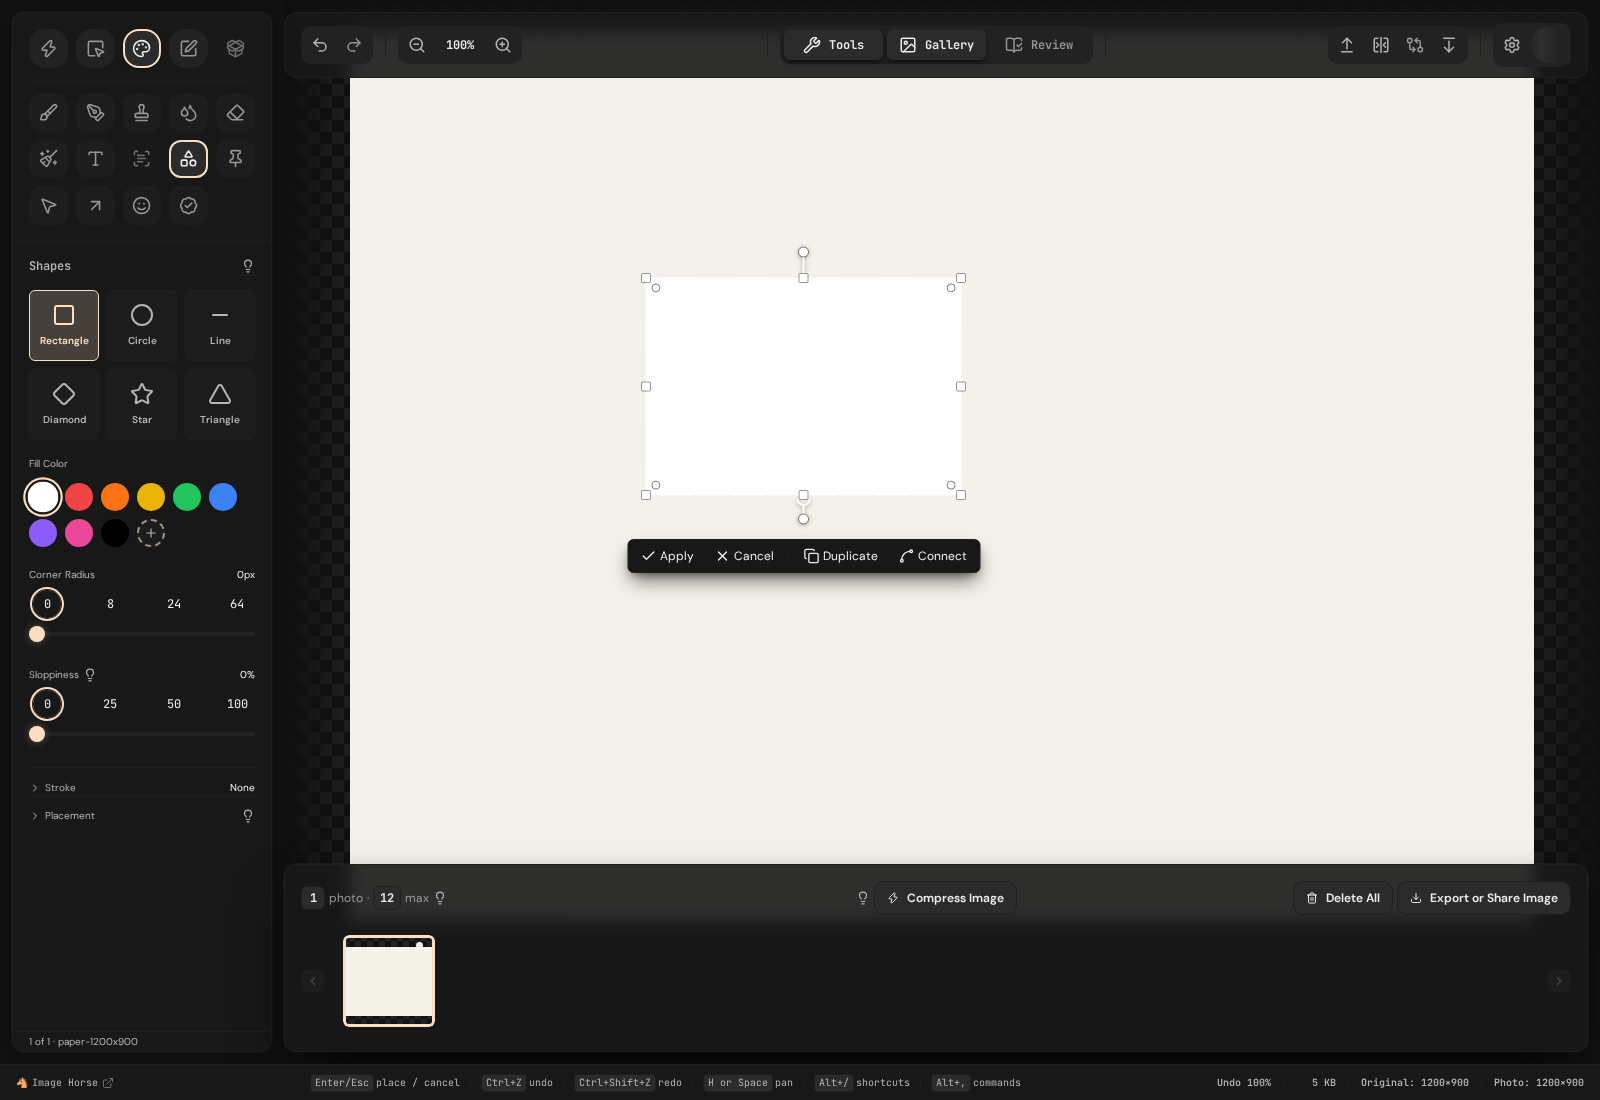 100%
Tools
Gallery
Review
Shapes
Rectangle
Circle
Line
Diamond
Star
Triangle
Fill Color
Corner Radius 0px
0 8 24 64
Sloppiness 0%
0 25 50 100
Stroke None
Placement
Apply Cancel Duplicate Connect
1 photo · 12 max
Compress Image
Delete All
Export or Share Image
1 of 1 · paper-1200x900
Image Horse
Enter/Esc place / cancel Ctrl+Z undo Ctrl+Shift+Z redo H or Space pan Alt+/ shortcuts Alt+, commands
Undo 100% 5 KB Original: 1200×900 Photo: 1200×900